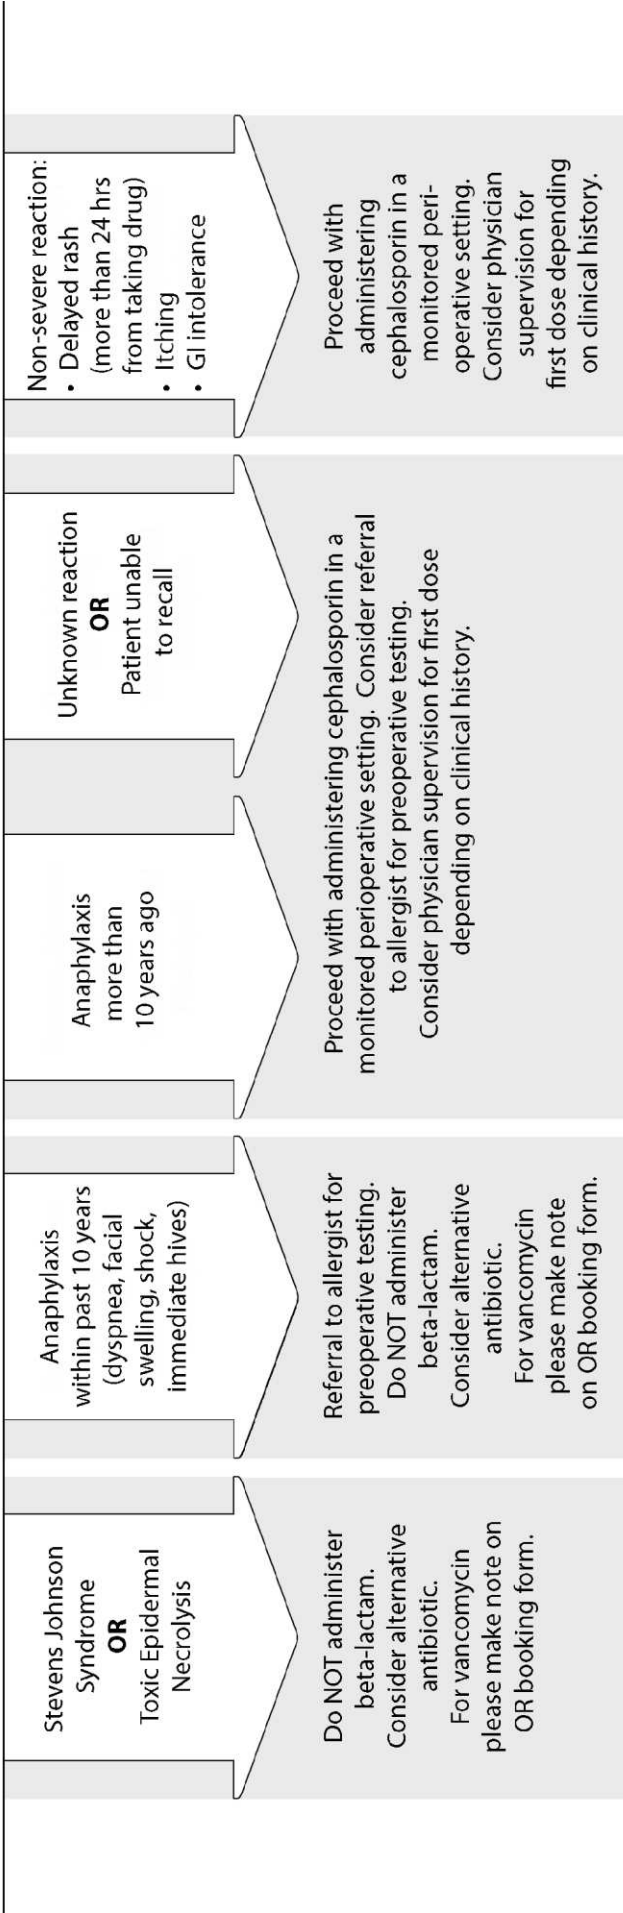 Stevens Johnson
Syndrome
OR
Toxic Epidermal
Necrolysis
Do NOT administer
beta-lactam.
Consider alternative
antibiotic.
For vancomycin
please make note on
OR booking form.
Anaphylaxis
within past 10 years
(dyspnea, facial
swelling, shock,
immediate hives)
Referral to allergist for
preoperative testing.
Do NOT administer
beta-lactam.
Consider alternative
antibiotic.
For vancomycin
please make note
on OR booking form.
Anaphylaxis
more than
10 years ago
Unknown reaction
OR
Patient unable
to recall
Proceed with administering cephalosporin in a
monitored perioperative setting. Consider referral
to allergist for preoperative testing.
Consider physician supervision for first dose
depending on clinical history.
Non-severe reaction:
• Delayed rash
(more than 24 hrs
from taking drug)
• Itching
• GI intolerance
Proceed with
administering
cephalosporin in a
monitored peri-
operative setting.
Consider physician
supervision for
first dose depending
on clinical history.